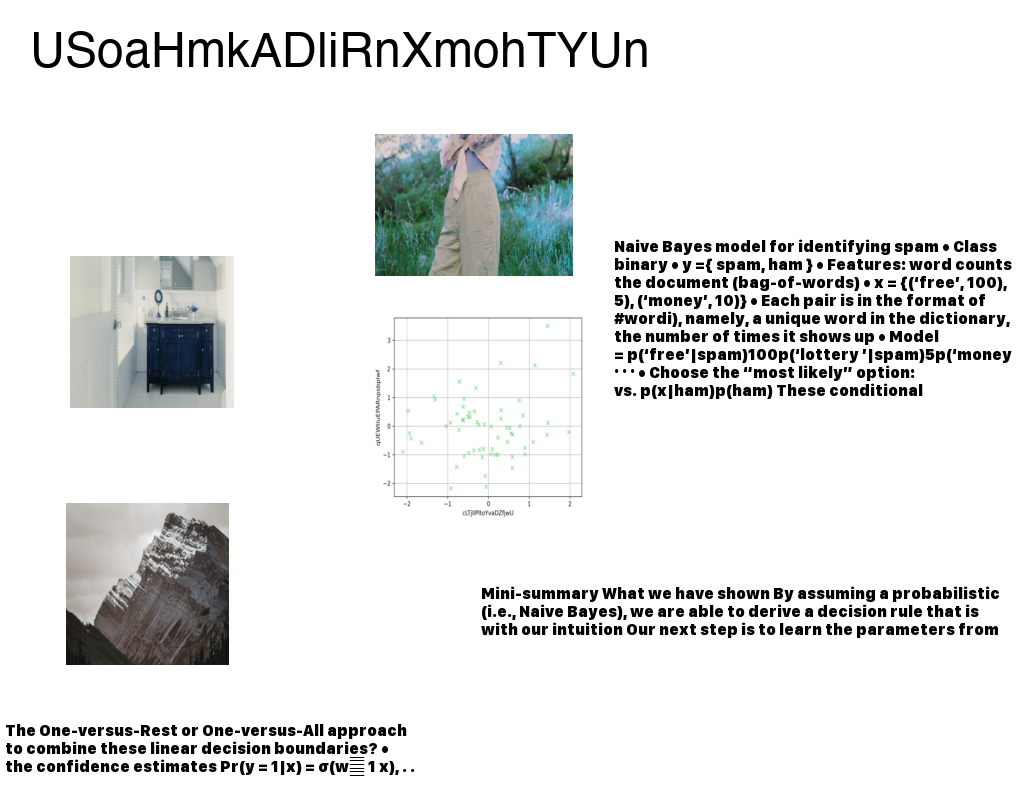 USoaHmkADliRnXmohTYUn
Naive Bayes model for identifying spam • Class
binary • y ={ spam, ham } • Features: word counts
the document (bag-of-words) • x = {(‘free’, 100),
5), (‘money’, 10)} • Each pair is in the format of
#wordi), namely, a unique word in the dictionary,
the number of times it shows up • Model
= p(‘free’|spam)100p(‘lottery ’|spam)5p(‘money
· · · • Choose the “most likely” option:
vs. p(x|ham)p(ham) These conditional
3
2
1
0
−1
−2
−2 −1 0 1 2
Mini-summary What we have shown By assuming a probabilistic
(i.e., Naive Bayes), we are able to derive a decision rule that is
with our intuition Our next step is to learn the parameters from
The One-versus-Rest or One-versus-All approach
to combine these linear decision boundaries? •
the confidence estimates Pr(y = 1|x) = σ(w 1 x), . .